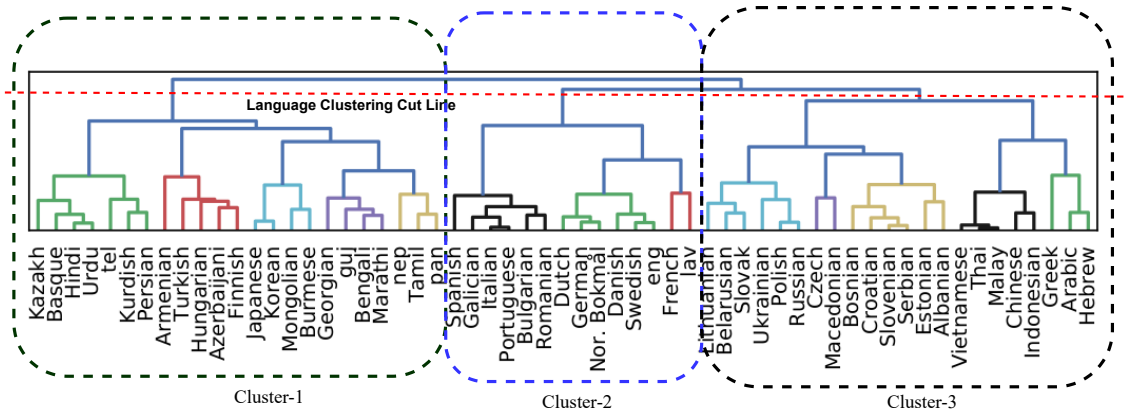 Language Clustering Cut Line
Kazakh
Basque
Hindi
Urdu
tel
Kurdish
Persian
Armenian
Turkish
Hungarian
Azerbaijani
Finnish
Japanese
Korean
Mongolian
Burmese
Georgian
guj
Bengali
Marathi
nep
Tamil
pan
Spanish
Galician
Italian
Portuguese
Bulgarian
Romanian
Dutch
German
Nor. Bokmål
Danish
Swedish
eng
French
Jav
Lithuanian
Belarusian
Slovak
Ukrainian
Polish
Russian
Czech
Macedonian
Bosnian
Croatian
Slovenian
Serbian
Estonian
Albanian
Vietnamese
Thai
Malay
Chinese
Indonesian
Greek
Arabic
Hebrew
Cluster-1
Cluster-2
Cluster-3